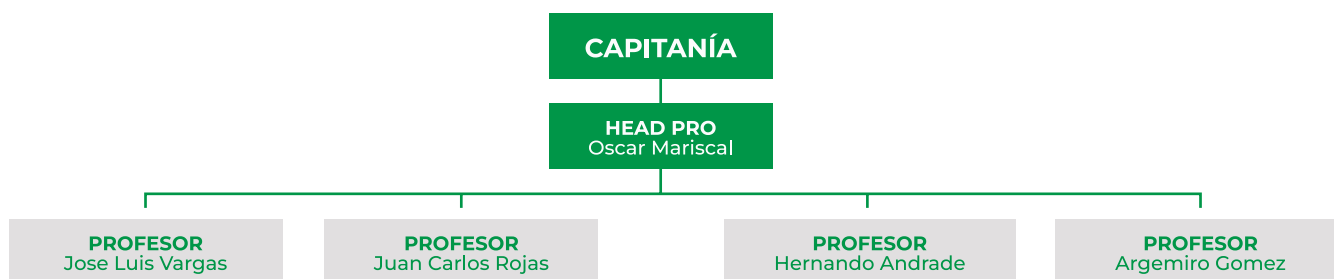 CAPITANÍA
HEAD PRO
Oscar Mariscal
PROFESOR
Jose Luis Vargas
PROFESOR
Juan Carlos Rojas
PROFESOR
Hernando Andrade
PROFESOR
Argemiro Gomez